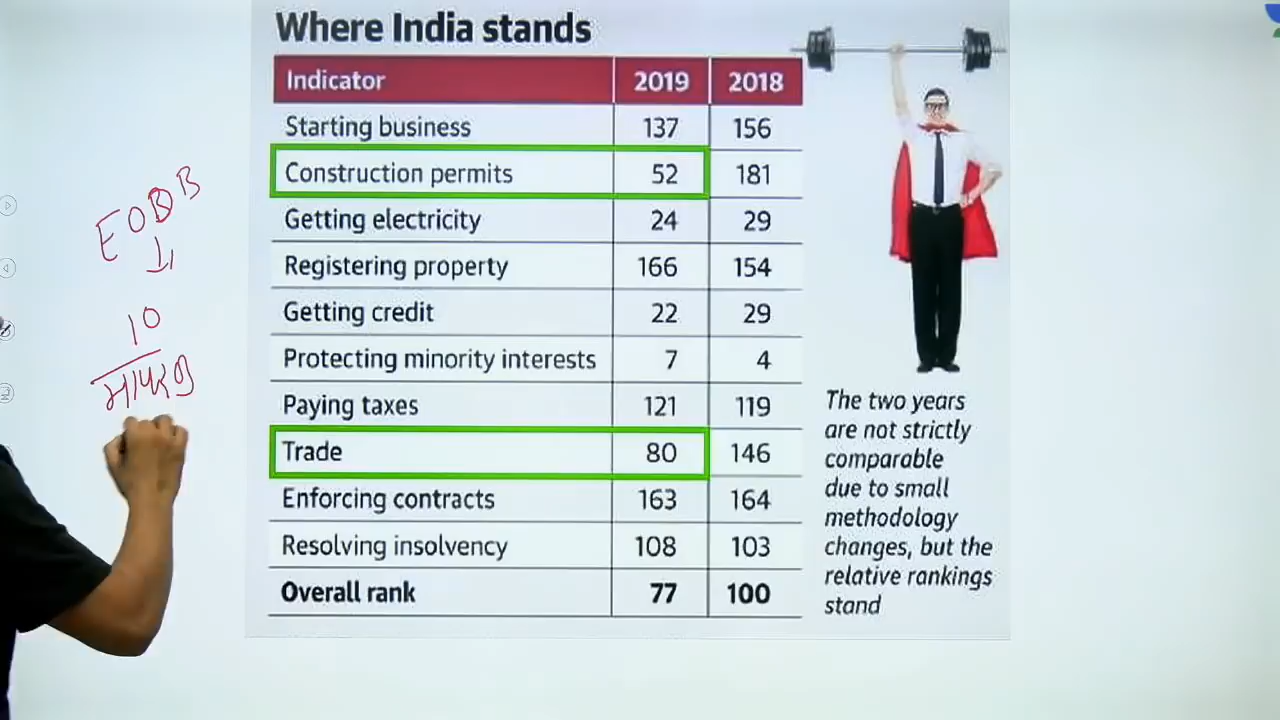 Where India stands
Indicator 2019 2018
Starting business 137 156
Construction permits 52 181
Getting electricity 24 29
Registering property 166 154
Getting credit 22 29
Protecting minority interests 7 4
Paying taxes 121 119
Trade 80 146
Enforcing contracts 163 164
Resolving insolvency 108 103
Overall rank 77 100
The two years
are not strictly
comparable
due to small
methodology
changes, but the
relative rankings
stand
10